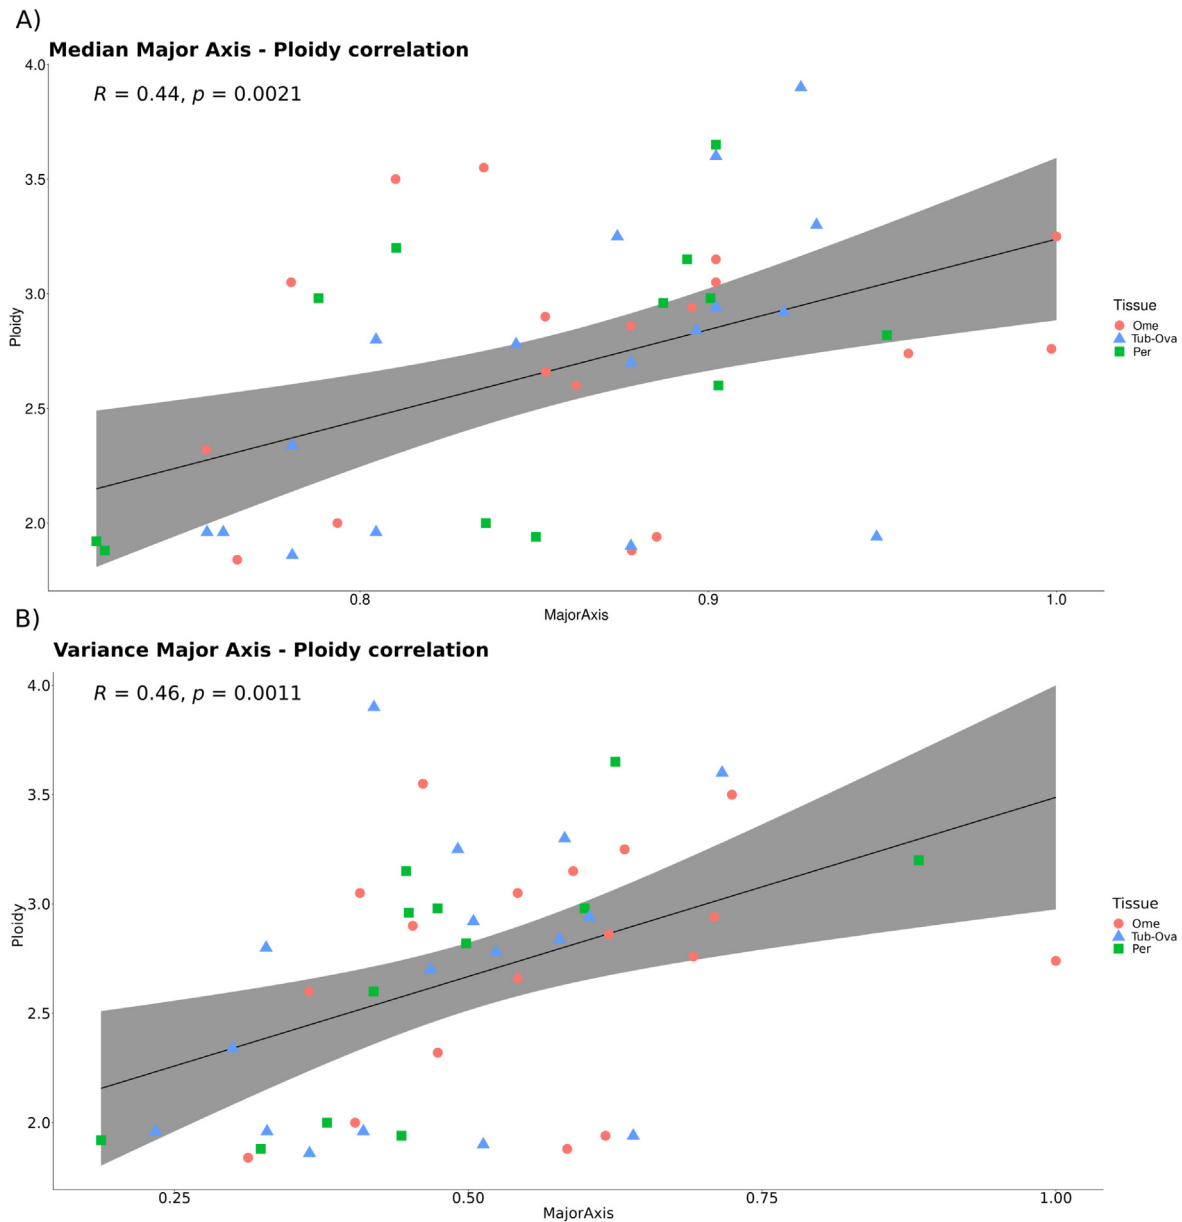 A)
Median Major Axis - Ploidy correlation
R = 0.44, p = 0.0021
4.0
3.5
3.0
2.5
2.0
Ploidy
0.8
0.9
1.0
MajorAxis
Tissue
Ome
Tub-Ova
Per
B)
Variance Major Axis - Ploidy correlation
R = 0.46, p = 0.0011
4.0
3.5
3.0
2.5
2.0
Ploidy
0.25
0.50
0.75
1.00
MajorAxis
Tissue
Ome
Tub-Ova
Per